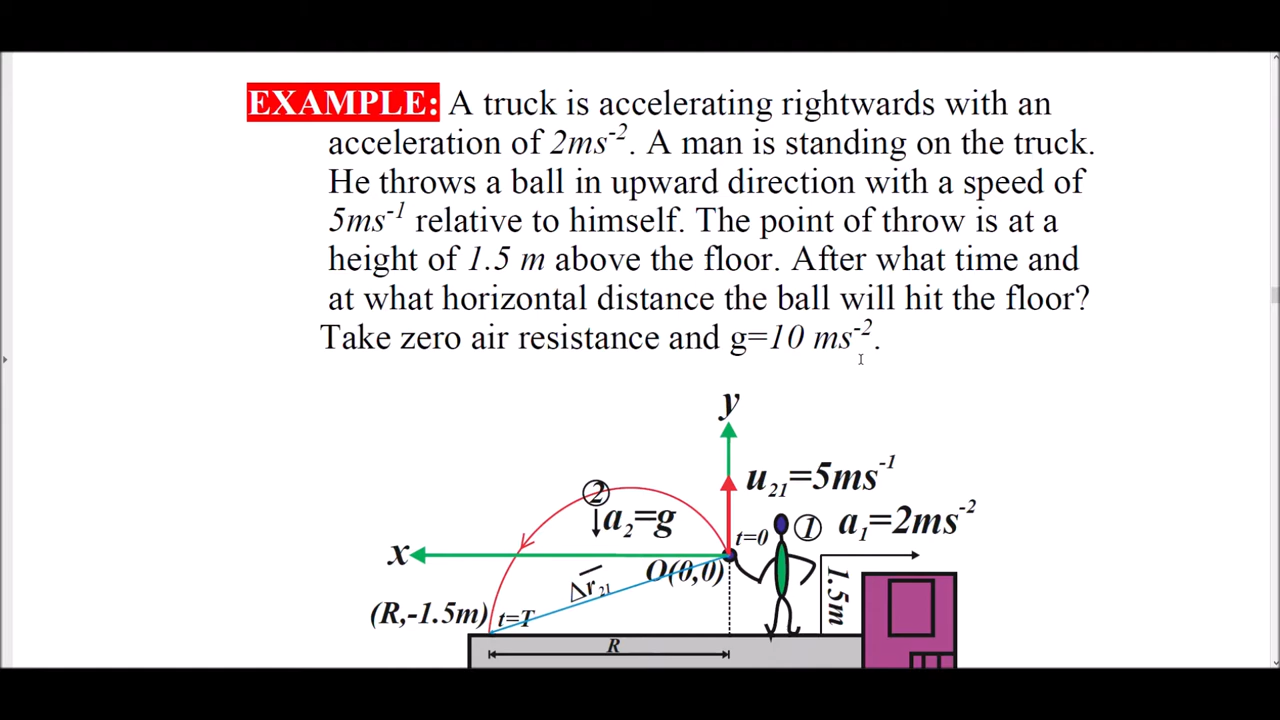 EXAMPLE: A truck is accelerating rightwards with an
acceleration of 2ms⁻². A man is standing on the truck.
He throws a ball in upward direction with a speed of
5ms⁻¹ relative to himself. The point of throw is at a
height of 1.5 m above the floor. After what time and
at what horizontal distance the ball will hit the floor?
Take zero air resistance and g=10 ms⁻².
y
u₂₁=5ms⁻¹
② a₂=g
t=0
① a₁=2ms⁻²
x
O(0,0)
Δr₂₁
1.5m
(R,-1.5m) t=T
R